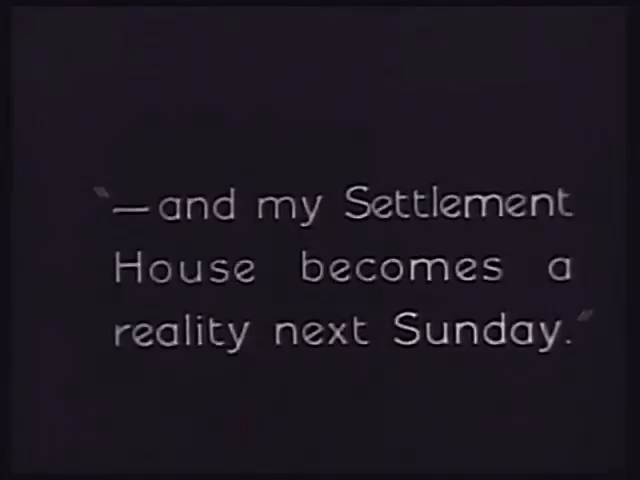 "—and my Settlement
House becomes a
reality next Sunday."